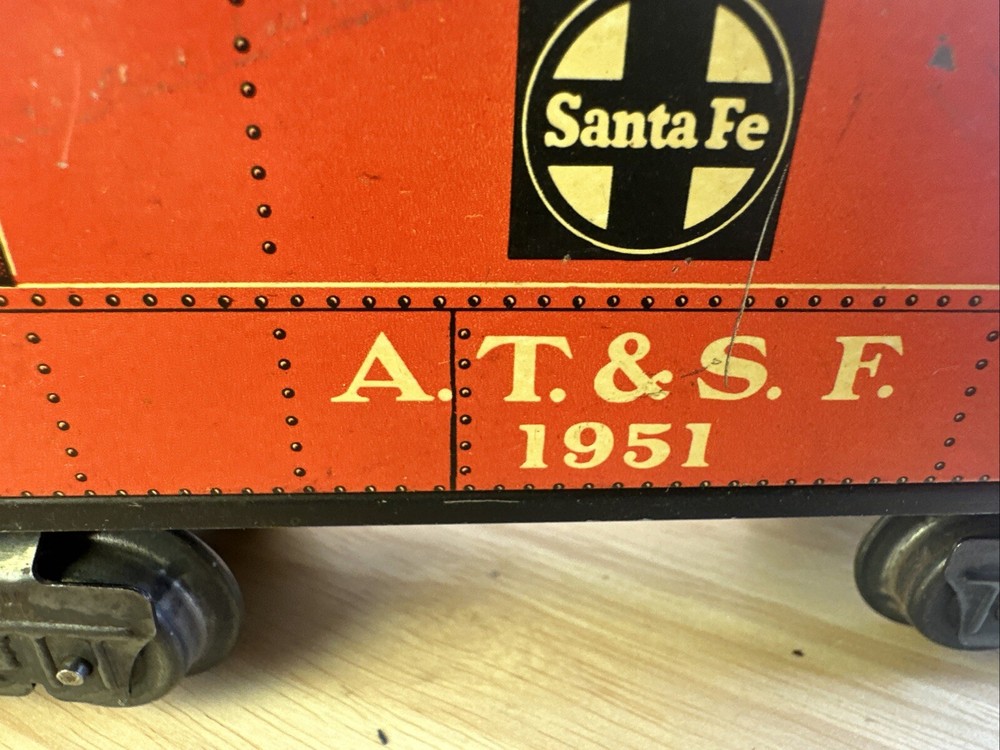 Santa Fe
A. T. & S. F.
1951